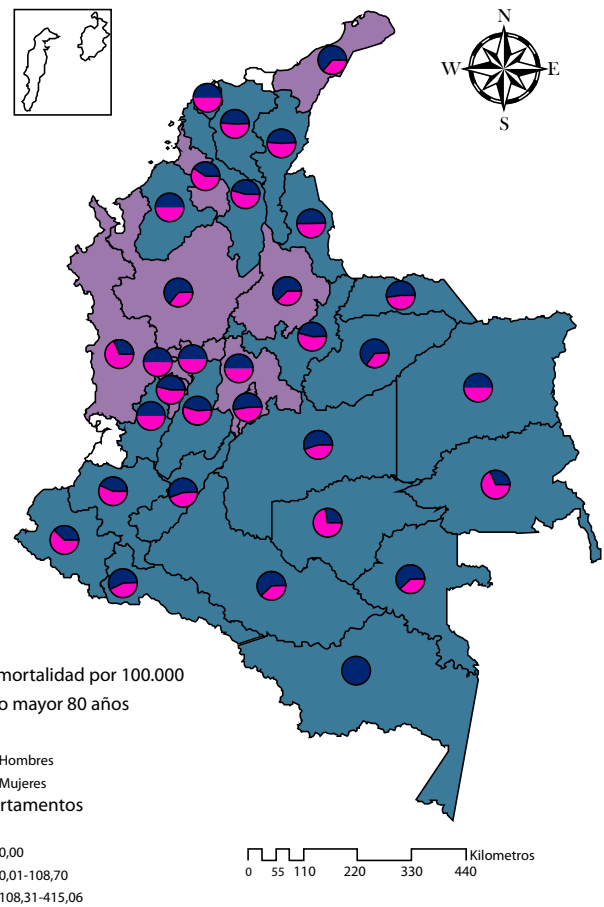 N
W E
S
mortalidad por 100.000
o mayor 80 años
Hombres
Mujeres
rtamentos
0,00
0,01-108,70
108,31-415,06
Kilometros
0 55 110 220 330 440